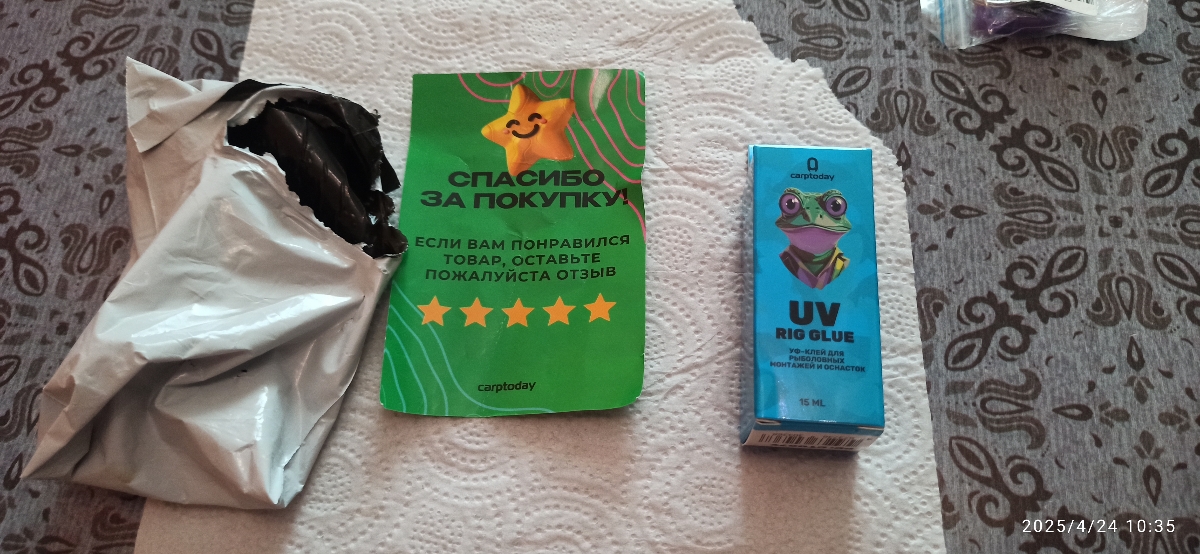 СПАСИБО
ЗА ПОКУПКУ!
ЕСЛИ ВАМ ПОНРАВИЛСЯ
ТОВАР, ОСТАВЬТЕ
ПОЖАЛУЙСТА ОТЗЫВ
carptoday
carptoday
UV
RIG GLUE
УФ-КЛЕЙ ДЛЯ
РЫБОЛОВНЫХ
МОНТАЖЕЙ И ОСНАСТОК
15 ML
2025/4/24 10:35